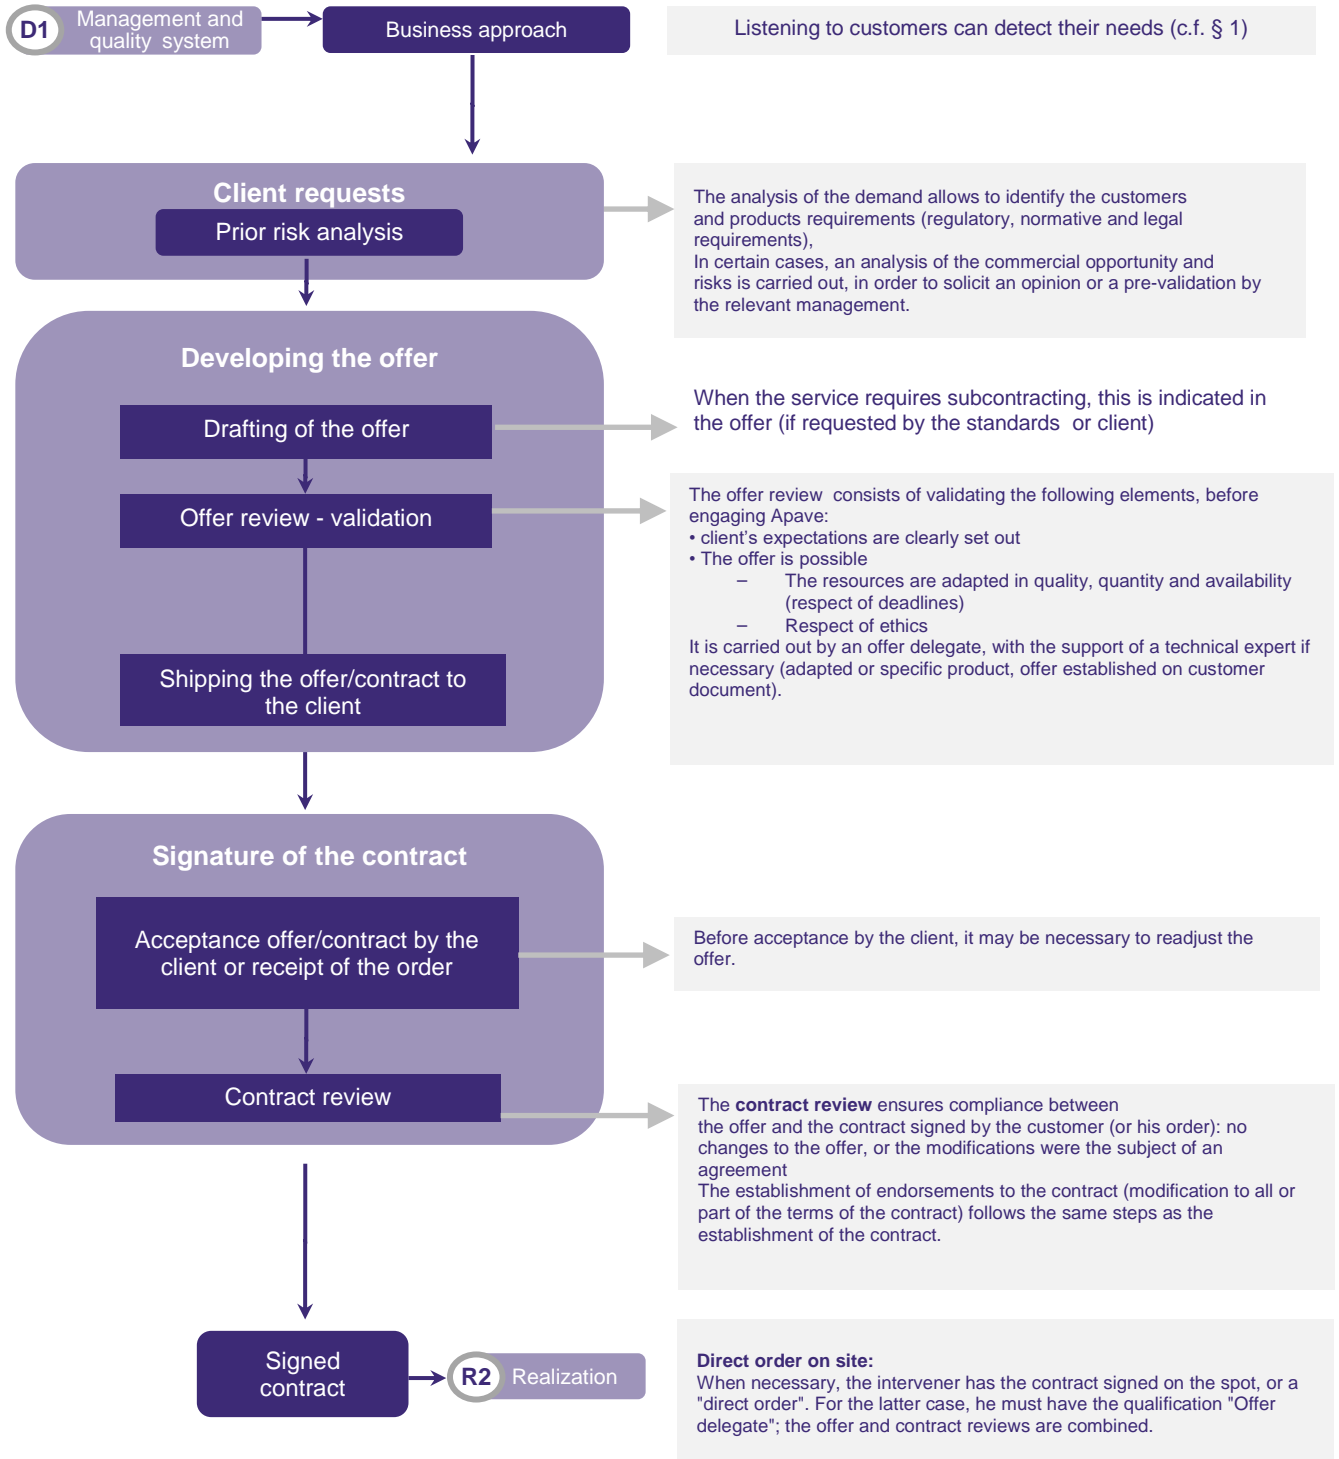 D1
Management and
quality system
Business approach
Listening to customers can detect their needs (c.f. § 1)
Client requests
Prior risk analysis
The analysis of the demand allows to identify the customers
and products requirements (regulatory, normative and legal
requirements),
In certain cases, an analysis of the commercial opportunity and
risks is carried out, in order to solicit an opinion or a pre-validation by
the relevant management.
Developing the offer
Drafting of the offer
When the service requires subcontracting, this is indicated in
the offer (if requested by the standards or client)
Offer review - validation
The offer review consists of validating the following elements, before
engaging Apave:
• client's expectations are clearly set out
• The offer is possible
– The resources are adapted in quality, quantity and availability
(respect of deadlines)
– Respect of ethics
It is carried out by an offer delegate, with the support of a technical expert if
necessary (adapted or specific product, offer established on customer
document).
Shipping the offer/contract to
the client
Signature of the contract
Acceptance offer/contract by the
client or receipt of the order
Before acceptance by the client, it may be necessary to readjust the
offer.
Contract review
The contract review ensures compliance between
the offer and the contract signed by the customer (or his order): no
changes to the offer, or the modifications were the subject of an
agreement
The establishment of endorsements to the contract (modification to all or
part of the terms of the contract) follows the same steps as the
establishment of the contract.
Signed
contract
R2
Realization
Direct order on site:
When necessary, the intervener has the contract signed on the spot, or a
"direct order". For the latter case, he must have the qualification "Offer
delegate"; the offer and contract reviews are combined.